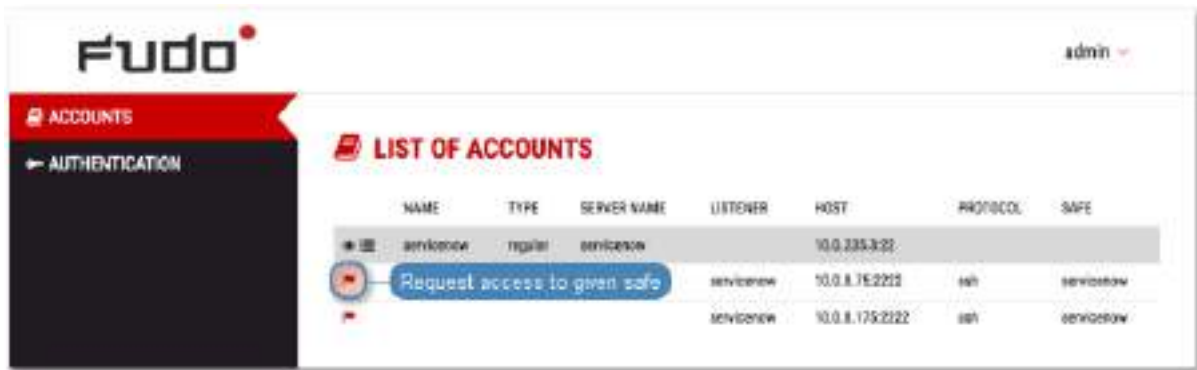 Fudo
admin
ACCOUNTS
AUTHENTICATION
LIST OF ACCOUNTS
NAME TYPE SERVER NAME LISTENER HOST PROTOCOL SAFE
servicenow regular servicenow 10.0.235.3:22
Request access to given safe servicenow 10.0.8.75:2222 ssh servicenow
servicenow 10.0.8.175:2222 ssh servicenow